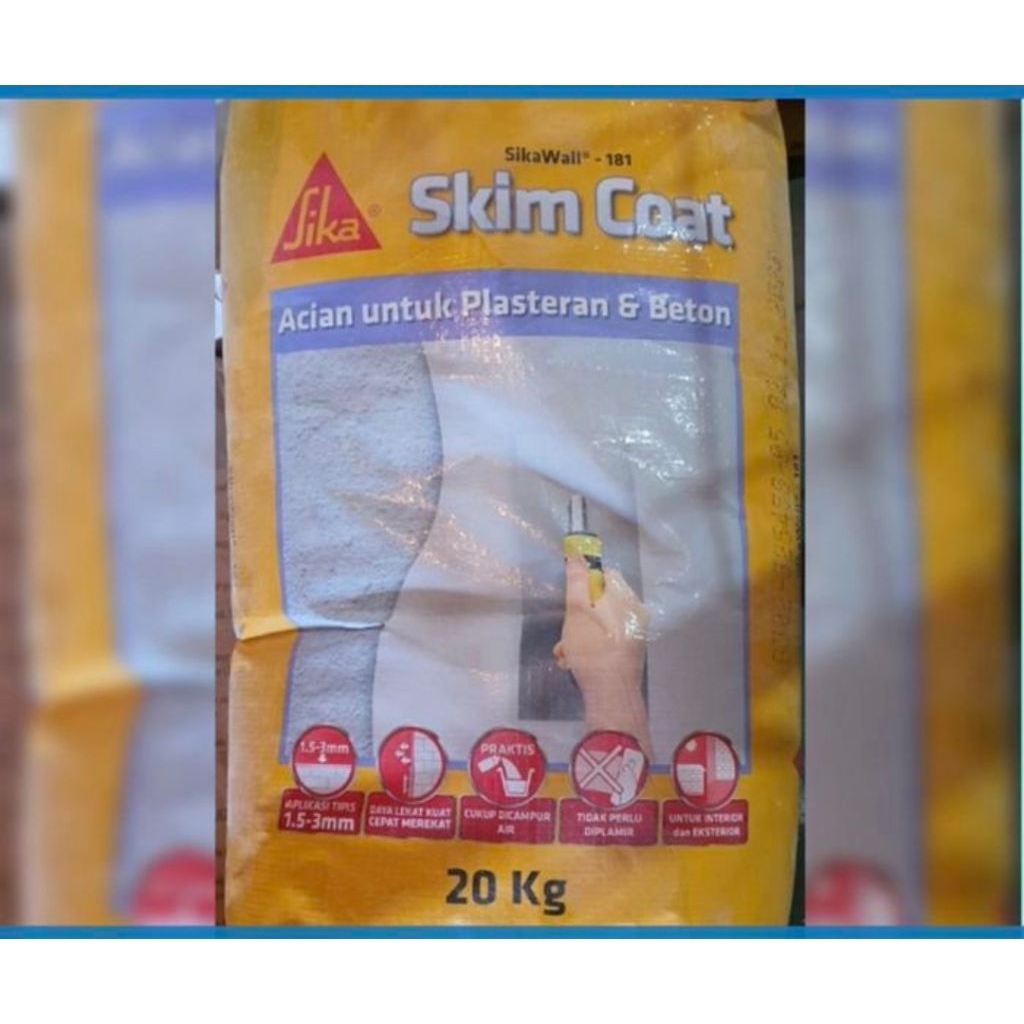 SikaWall® - 181
Sika®
Skim Coat
Acian untuk Plasteran & Beton
1.5-3mm
PRAKTIS
APLIKASI TIPIS
1.5-3mm
DAYA LEKAT KUAT
CEPAT MEREKAT
CUKUP DICAMPUR
AIR
TIDAK PERLU
DIPLAMIR
UNTUK INTERIOR
dan EKSTERIOR
20 Kg